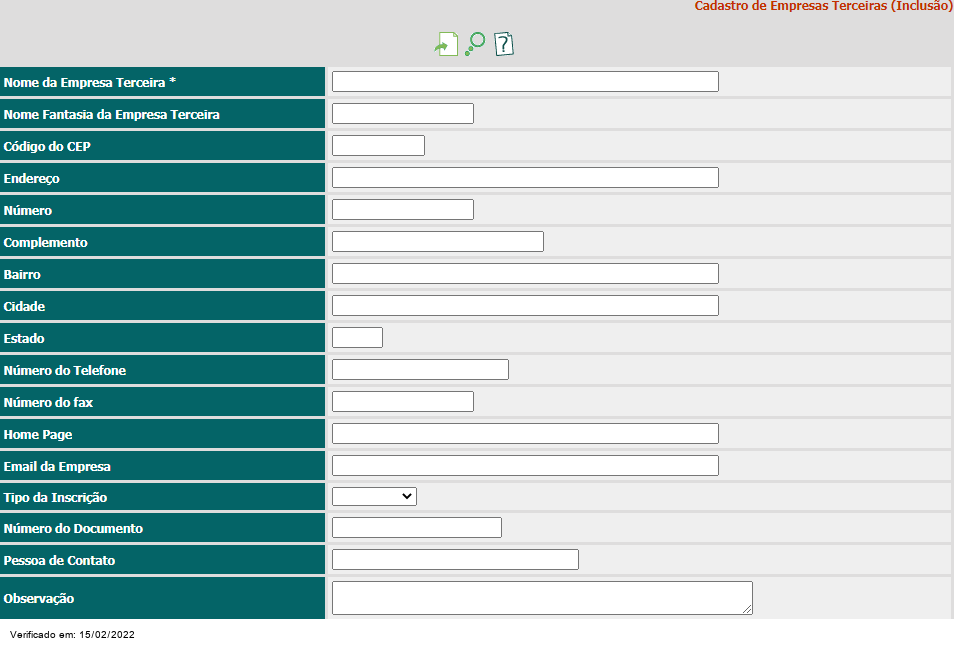 Cadastro de Empresas Terceiras (Inclusão)
?
Nome da Empresa Terceira *
Nome Fantasia da Empresa Terceira
Código do CEP
Endereço
Número
Complemento
Bairro
Cidade
Estado
Número do Telefone
Número do fax
Home Page
Email da Empresa
Tipo da Inscrição
Número do Documento
Pessoa de Contato
Observação
Verificado em: 15/02/2022